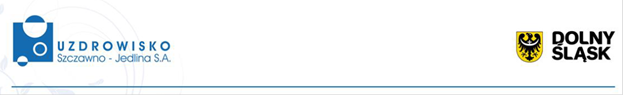 UZDROWISKO
Szczawno - Jedlina S.A.
DOLNY
ŚLĄSK